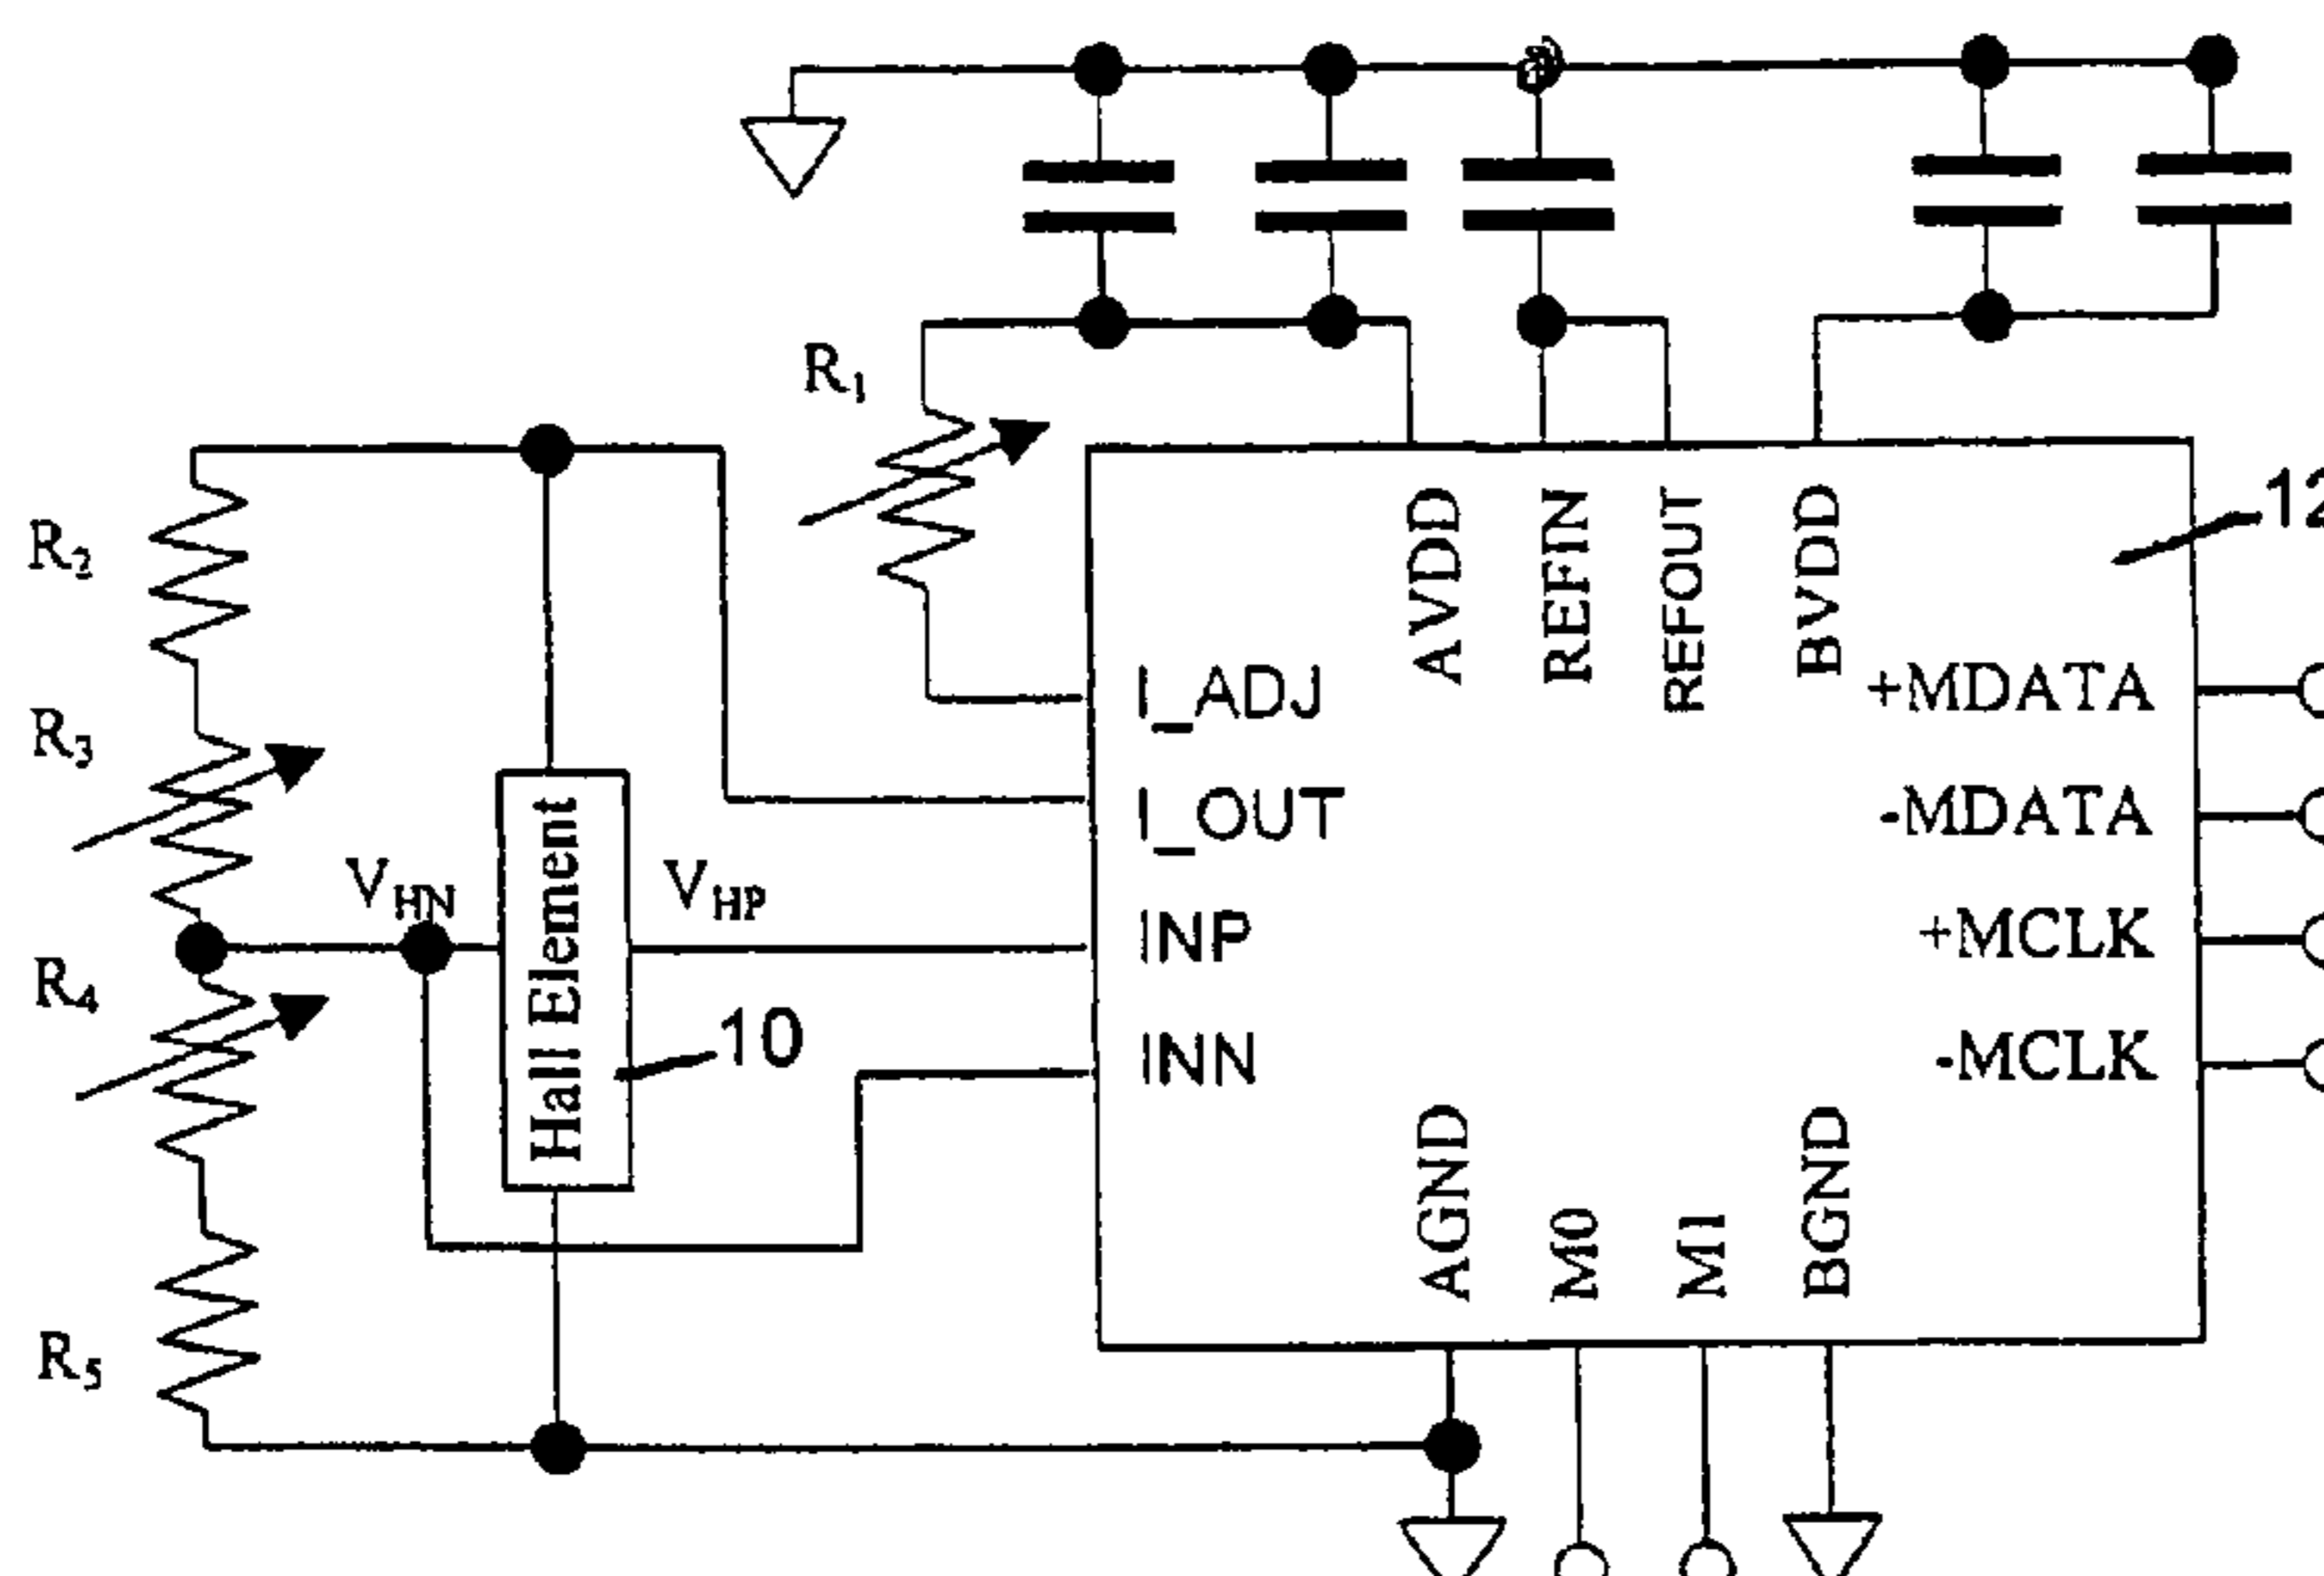 R1
R2
R3
R4
R5
VHN
VHP
Hall Element
10
12
I_ADJ
I_OUT
INP
INN
AVDD
REFIN
REFOUT
BVDD
+MDATA
-MDATA
+MCLK
-MCLK
AGND
M0
M1
BGND